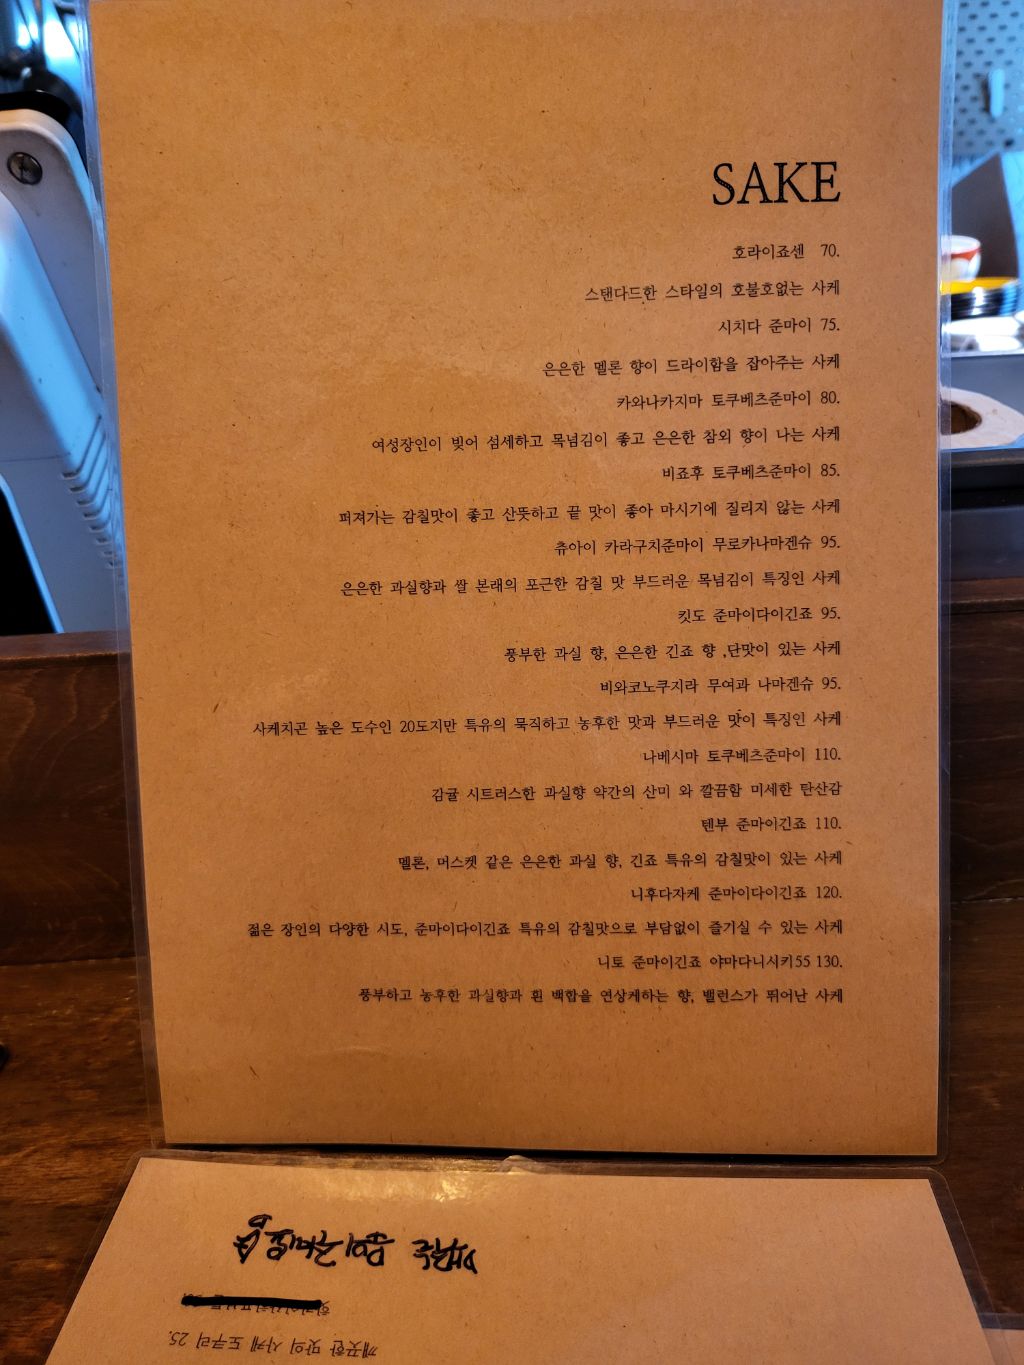 SAKE
호라이죠센 70.
스탠다드한 스타일의 호불호없는 사케
시치다 준마이 75.
은은한 멜론 향이 드라이함을 잡아주는 사케
카와나카지마 토쿠베츠준마이 80.
여성장인이 빚어 섬세하고 목넘김이 좋고 은은한 참외 향이 나는 사케
비죠후 토쿠베츠준마이 85.
퍼져가는 감칠맛이 좋고 산뜻하고 끝 맛이 좋아 마시기에 질리지 않는 사케
츄아이 카라구치준마이 무로카나마겐슈 95.
은은한 과실향과 쌀 본래의 포근한 감칠 맛 부드러운 목넘김이 특징인 사케
킷도 준마이다이긴죠 95.
풍부한 과실 향, 은은한 긴죠 향 ,단맛이 있는 사케
비와코노쿠지라 무여과 나마겐슈 95.
사케치곤 높은 도수인 20도지만 특유의 묵직하고 농후한 맛과 부드러운 맛이 특징인 사케
나베시마 토쿠베츠준마이 110.
감귤 시트러스한 과실향 약간의 산미 와 깔끔함 미세한 탄산감
텐부 준마이긴죠 110.
멜론, 머스켓 같은 은은한 과실 향, 긴죠 특유의 감칠맛이 있는 사케
니후다자케 준마이다이긴죠 120.
젊은 장인의 다양한 시도, 준마이다이긴죠 특유의 감칠맛으로 부담없이 즐기실 수 있는 사케
니토 준마이긴죠 야마다니시키55 130.
풍부하고 농후한 과실향과 흰 백합을 연상케하는 향, 밸런스가 뛰어난 사케
깨끗한 맛의 사케 도쿠리 25.